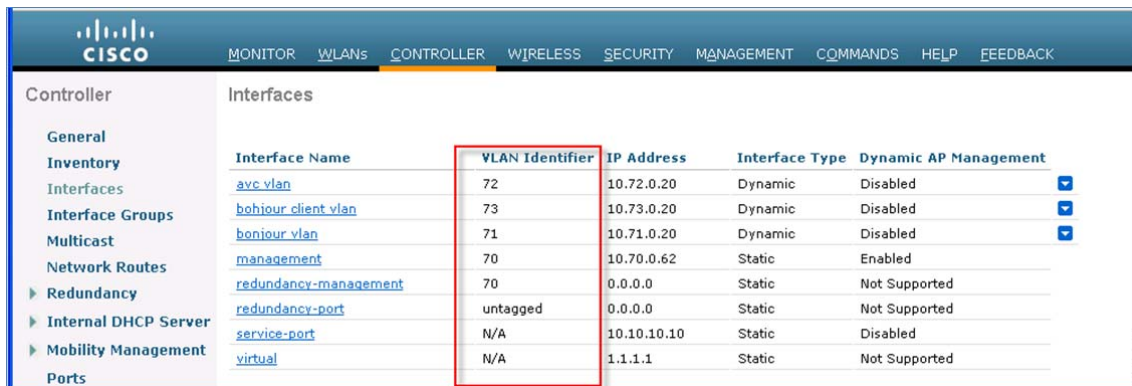 CISCO
MONITOR WLANs CONTROLLER WIRELESS SECURITY MANAGEMENT COMMANDS HELP FEEDBACK
Controller
General
Inventory
Interfaces
Interface Groups
Multicast
Network Routes
Redundancy
Internal DHCP Server
Mobility Management
Ports
Interfaces
Interface Name VLAN Identifier IP Address Interface Type Dynamic AP Management
avc vlan 72 10.72.0.20 Dynamic Disabled
bohjour client vlan 73 10.73.0.20 Dynamic Disabled
bonjour vlan 71 10.71.0.20 Dynamic Disabled
management 70 10.70.0.62 Static Enabled
redundancy-management 70 0.0.0.0 Static Not Supported
redundancy-port untagged 0.0.0.0 Static Not Supported
service-port N/A 10.10.10.10 Static Disabled
virtual N/A 1.1.1.1 Static Not Supported